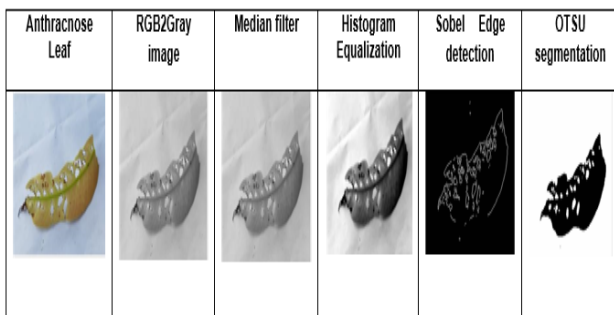 Anthracnose
Leaf
RGB2Gray
image
Median filter
Histogram
Equalization
Sobel Edge
detection
OTSU
segmentation